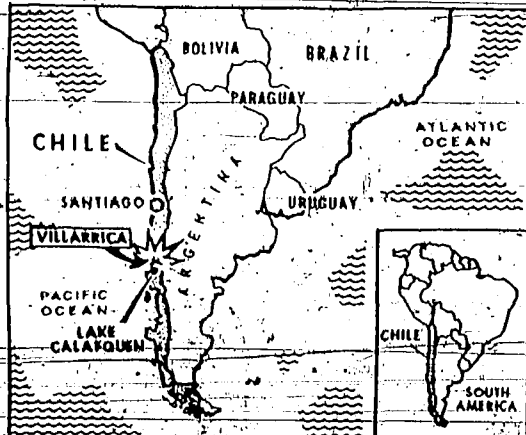 BOLIVIA
BRAZIL
PARAGUAY
CHILE
ATLANTIC
OCEAN
ARGENTINA
SANTIAGO
URUGUAY
VILLARRICA
PACIFIC
OCEAN
LAKE
CALAFQUEN
CHILE
SOUTH
AMERICA